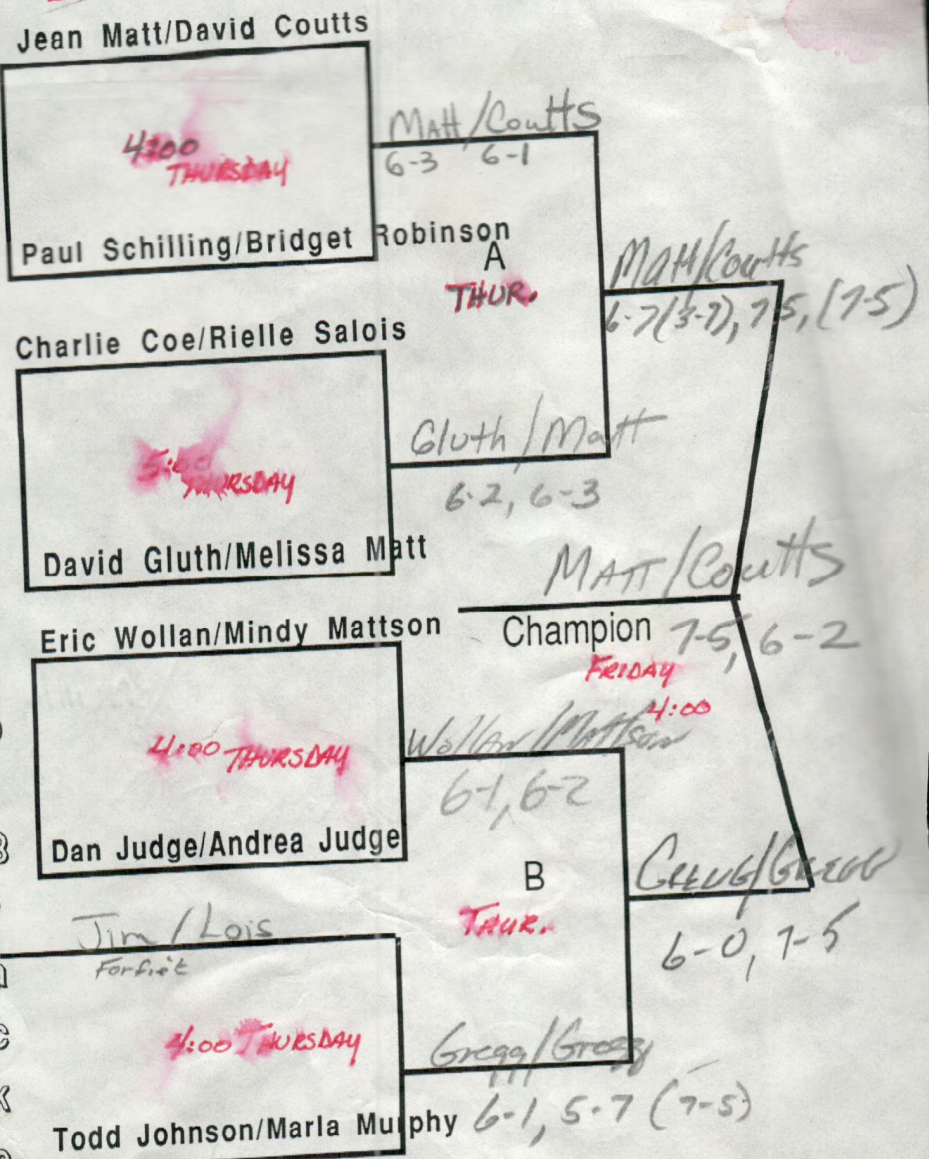 Jean Matt/David Coutts
4:00
THURSDAY
Matt/Coutts
6-3 6-1
Paul Schilling/Bridget Robinson
A
THUR.
Matt/Coutts
6-7(3-7), 7-5, (7-5)
Charlie Coe/Rielle Salois
5:00
THURSDAY
Gluth/Matt
6-2, 6-3
David Gluth/Melissa Matt
MATT/Coutts
Champion 7-5, 6-2
FRIDAY
4:00
Eric Wollan/Mindy Mattson
4:00 THURSDAY
Wollan/Mattson
6-1, 6-2
Dan Judge/Andrea Judge
B
THUR.
Gregg/Gregg
6-0, 7-5
Jim/Lois
Forfiet
4:00 THURSDAY
Gregg/Gregg
6-1, 5-7 (7-5)
Todd Johnson/Marla Murphy